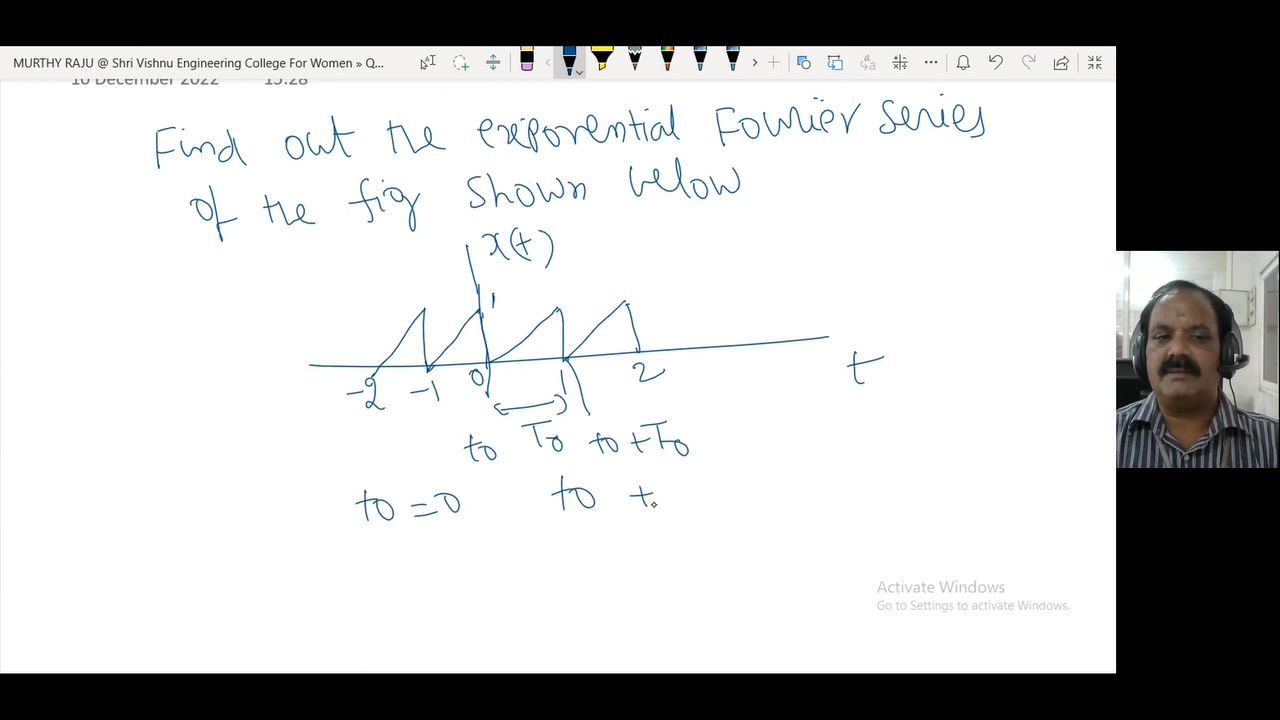 MURTHY RAJU @ Shri Vishnu Engineering College For Women » Q...
10 December 2022 15:28
Find out the exponential Fourier series
of the fig shown below
x(t)
1
-2 -1 0 1 2 t
to To to + To
to = 0 to +
Activate Windows
Go to Settings to activate Windows.